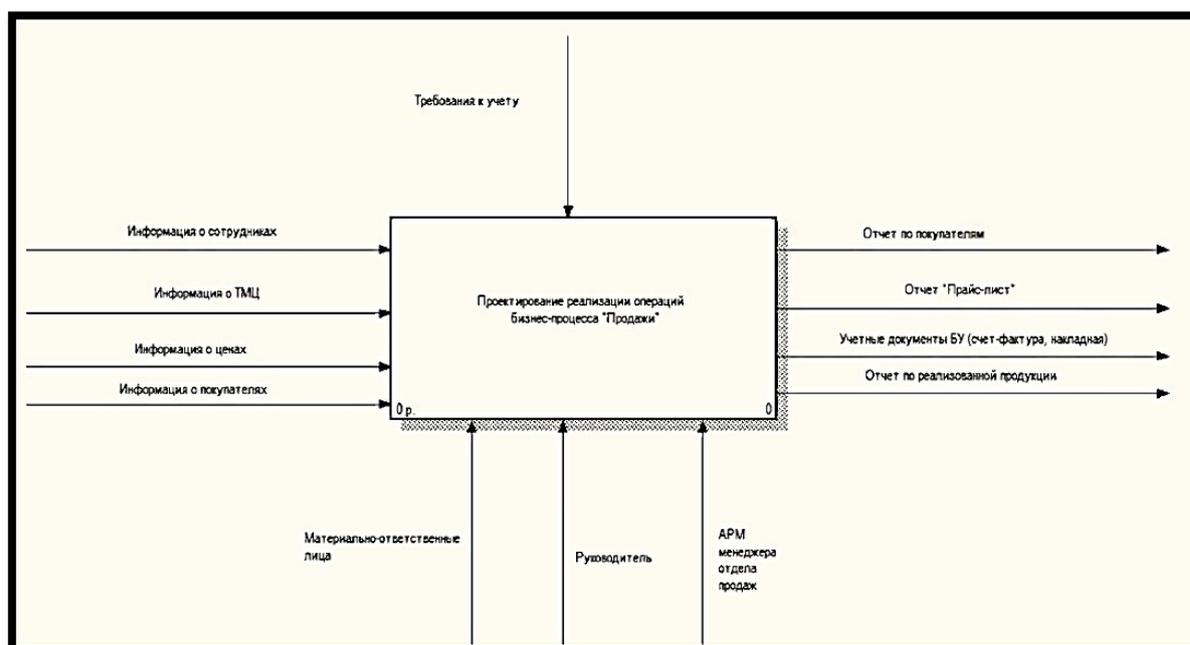 Требования к учету
Информация о сотрудниках
Информация о ТМЦ
Информация о ценах
Информация о покупателях
Проектирование реализации операций
бизнес-процесса "Продажи"
0 р.
0
Отчет по покупателям
Отчет "Прайс-лист"
Учетные документы БУ (счет-фактура, накладная)
Отчет по реализованной продукции
Материально-ответственные
лица
Руководитель
АРМ
менеджера
отдела
продаж